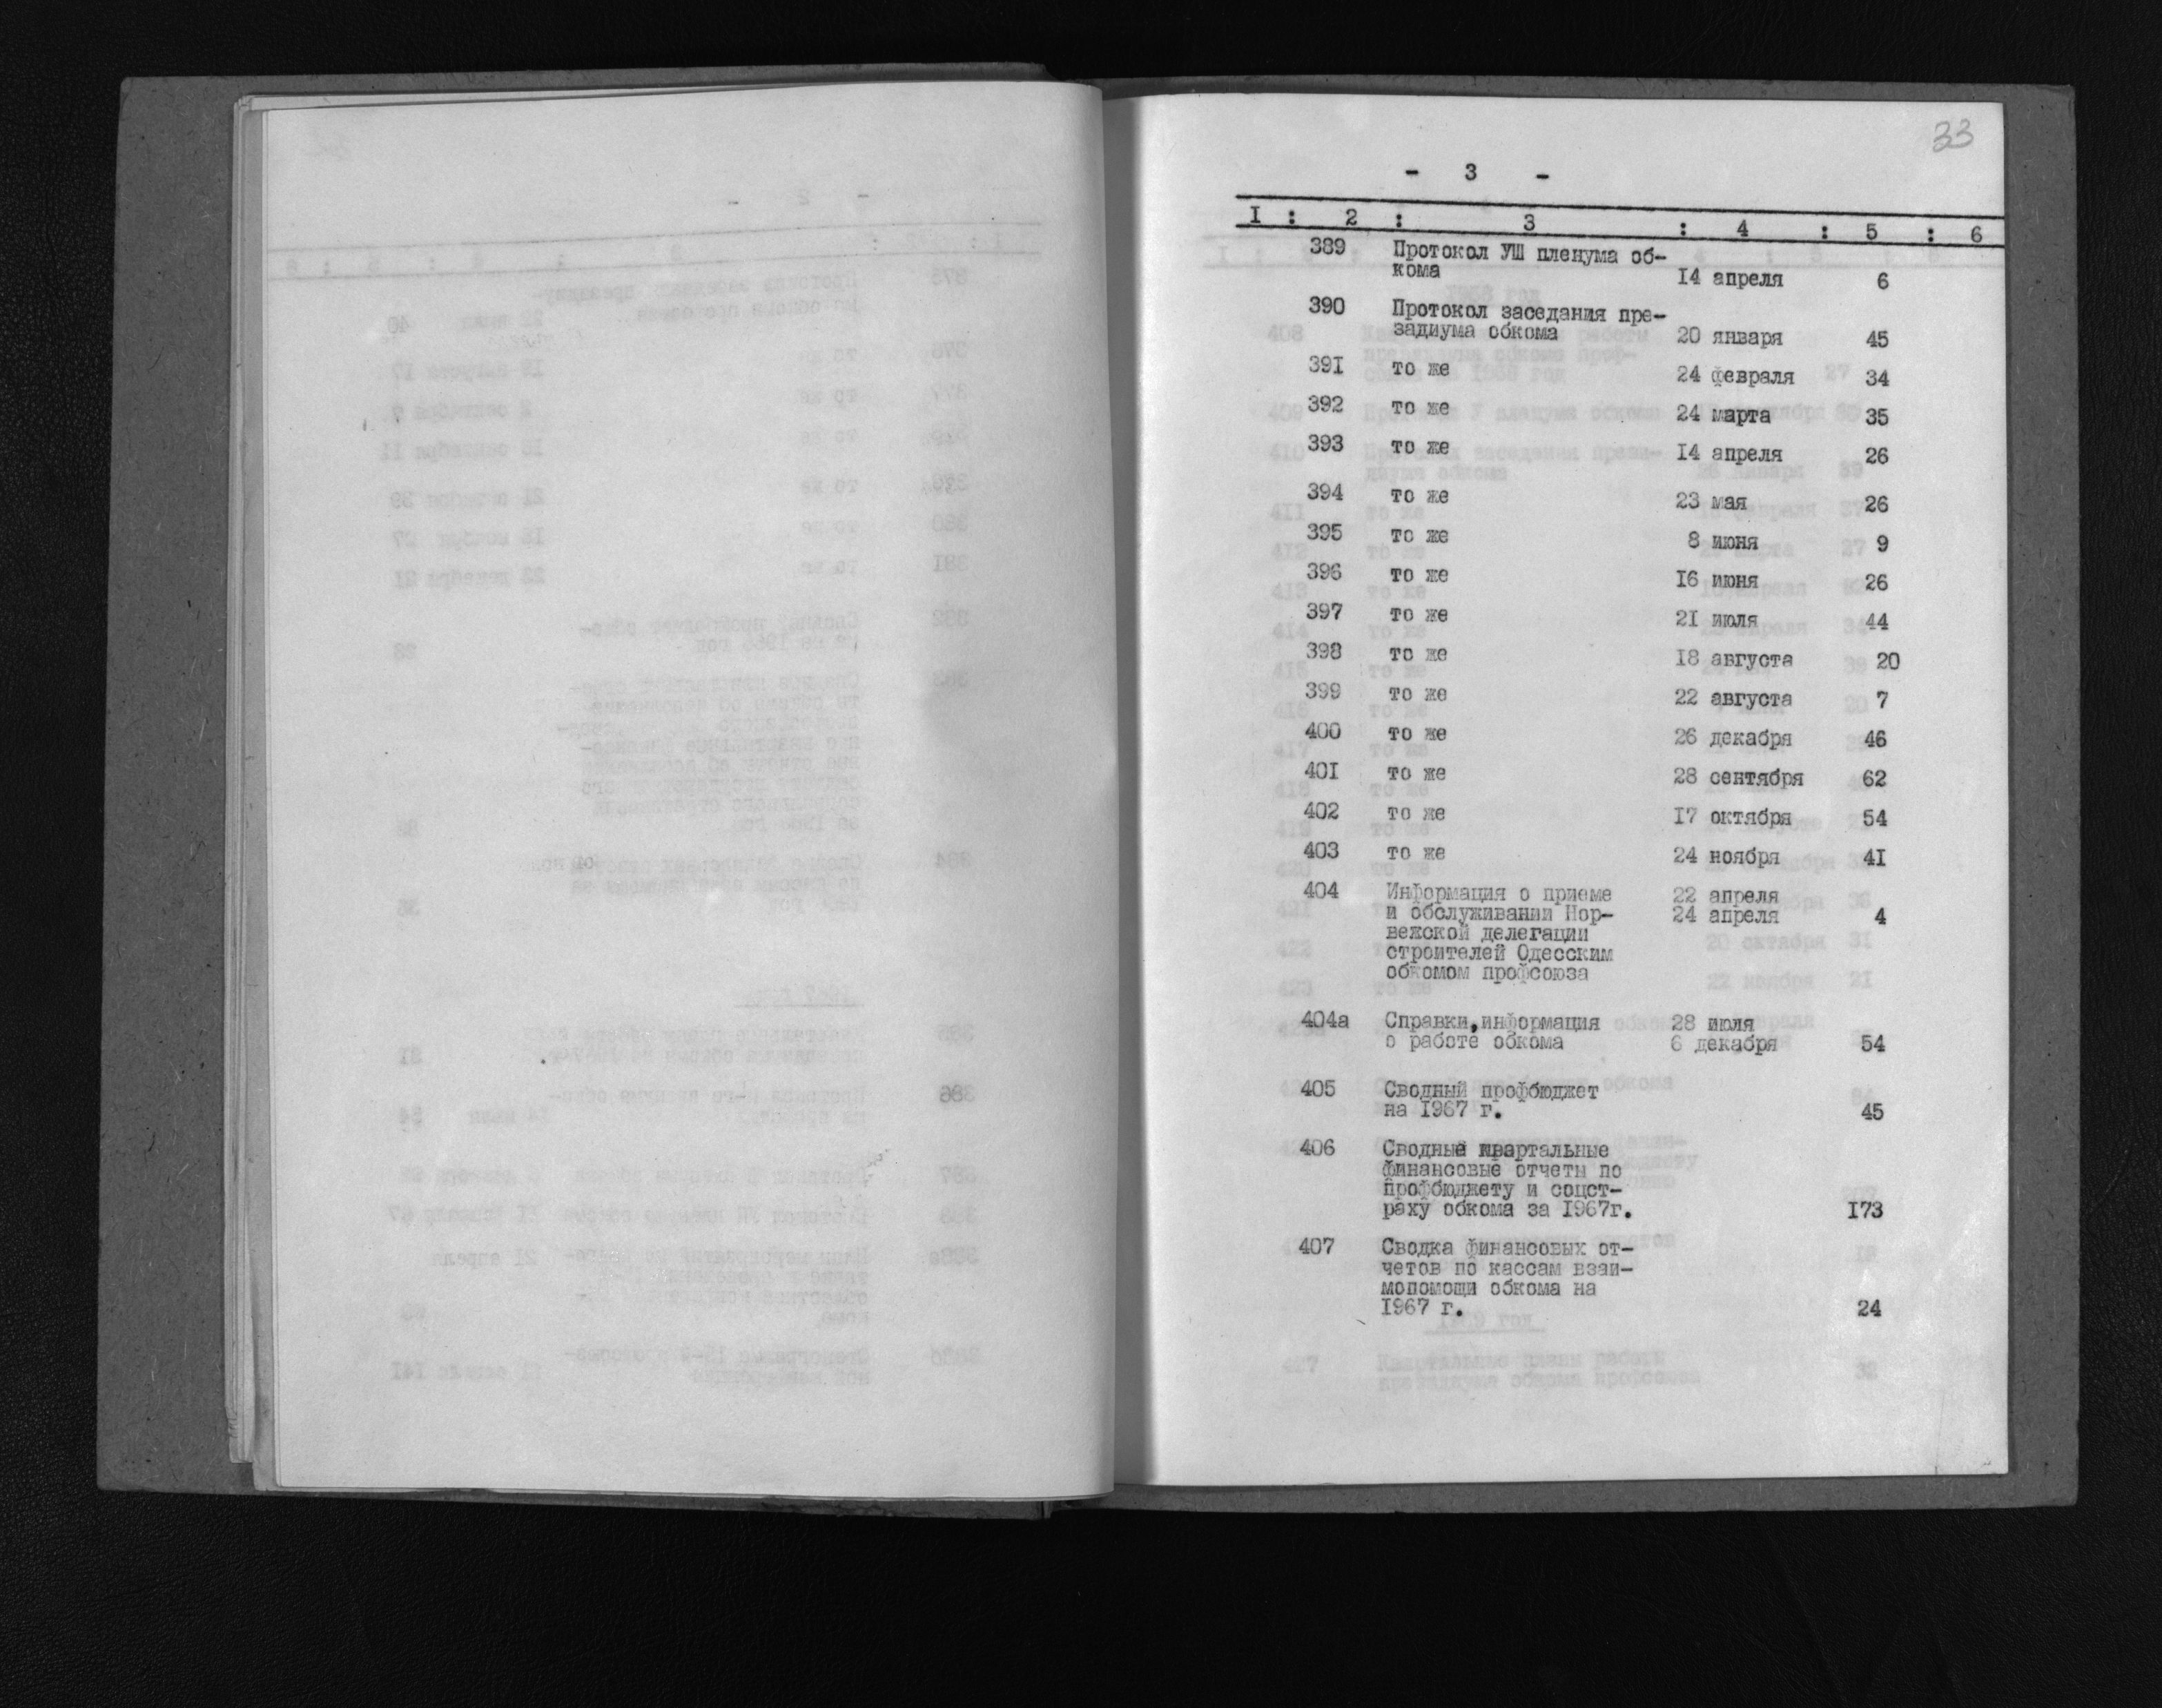 33
- 3 -
I : 2 : 3 : 4 : 5 : 6
389 Протокол УШ пленума об-
кома 14 апреля 6
390 Протокол заседания пре-
задиума обкома 20 января 45
391 то же 24 февраля 34
392 то же 24 марта 35
393 то же 14 апреля 26
394 то же 23 мая 26
395 то же 8 июня 9
396 то же 16 июня 26
397 то же 21 июля 44
398 то же 18 августа 20
399 то же 22 августа 7
400 то же 26 декабря 46
401 то же 28 сентября 62
402 то же 17 октября 54
403 то же 24 ноября 41
404 Информация о приеме 22 апреля
и обслуживании Нор- 24 апреля 4
вежской делегации
строителей Одесским
обкомом профсоюза
404а Справки,информация 28 июля
о работе обкома 6 декабря 54
405 Сводный профбюджет
на 1967 г. 45
406 Сводные квартальные
финансовые отчеты по
профбюджету и соцст-
раху обкома за 1967г. 173
407 Сводка финансовых от-
четов по кассам взаи-
мопомощи обкома на
1967 г. 24